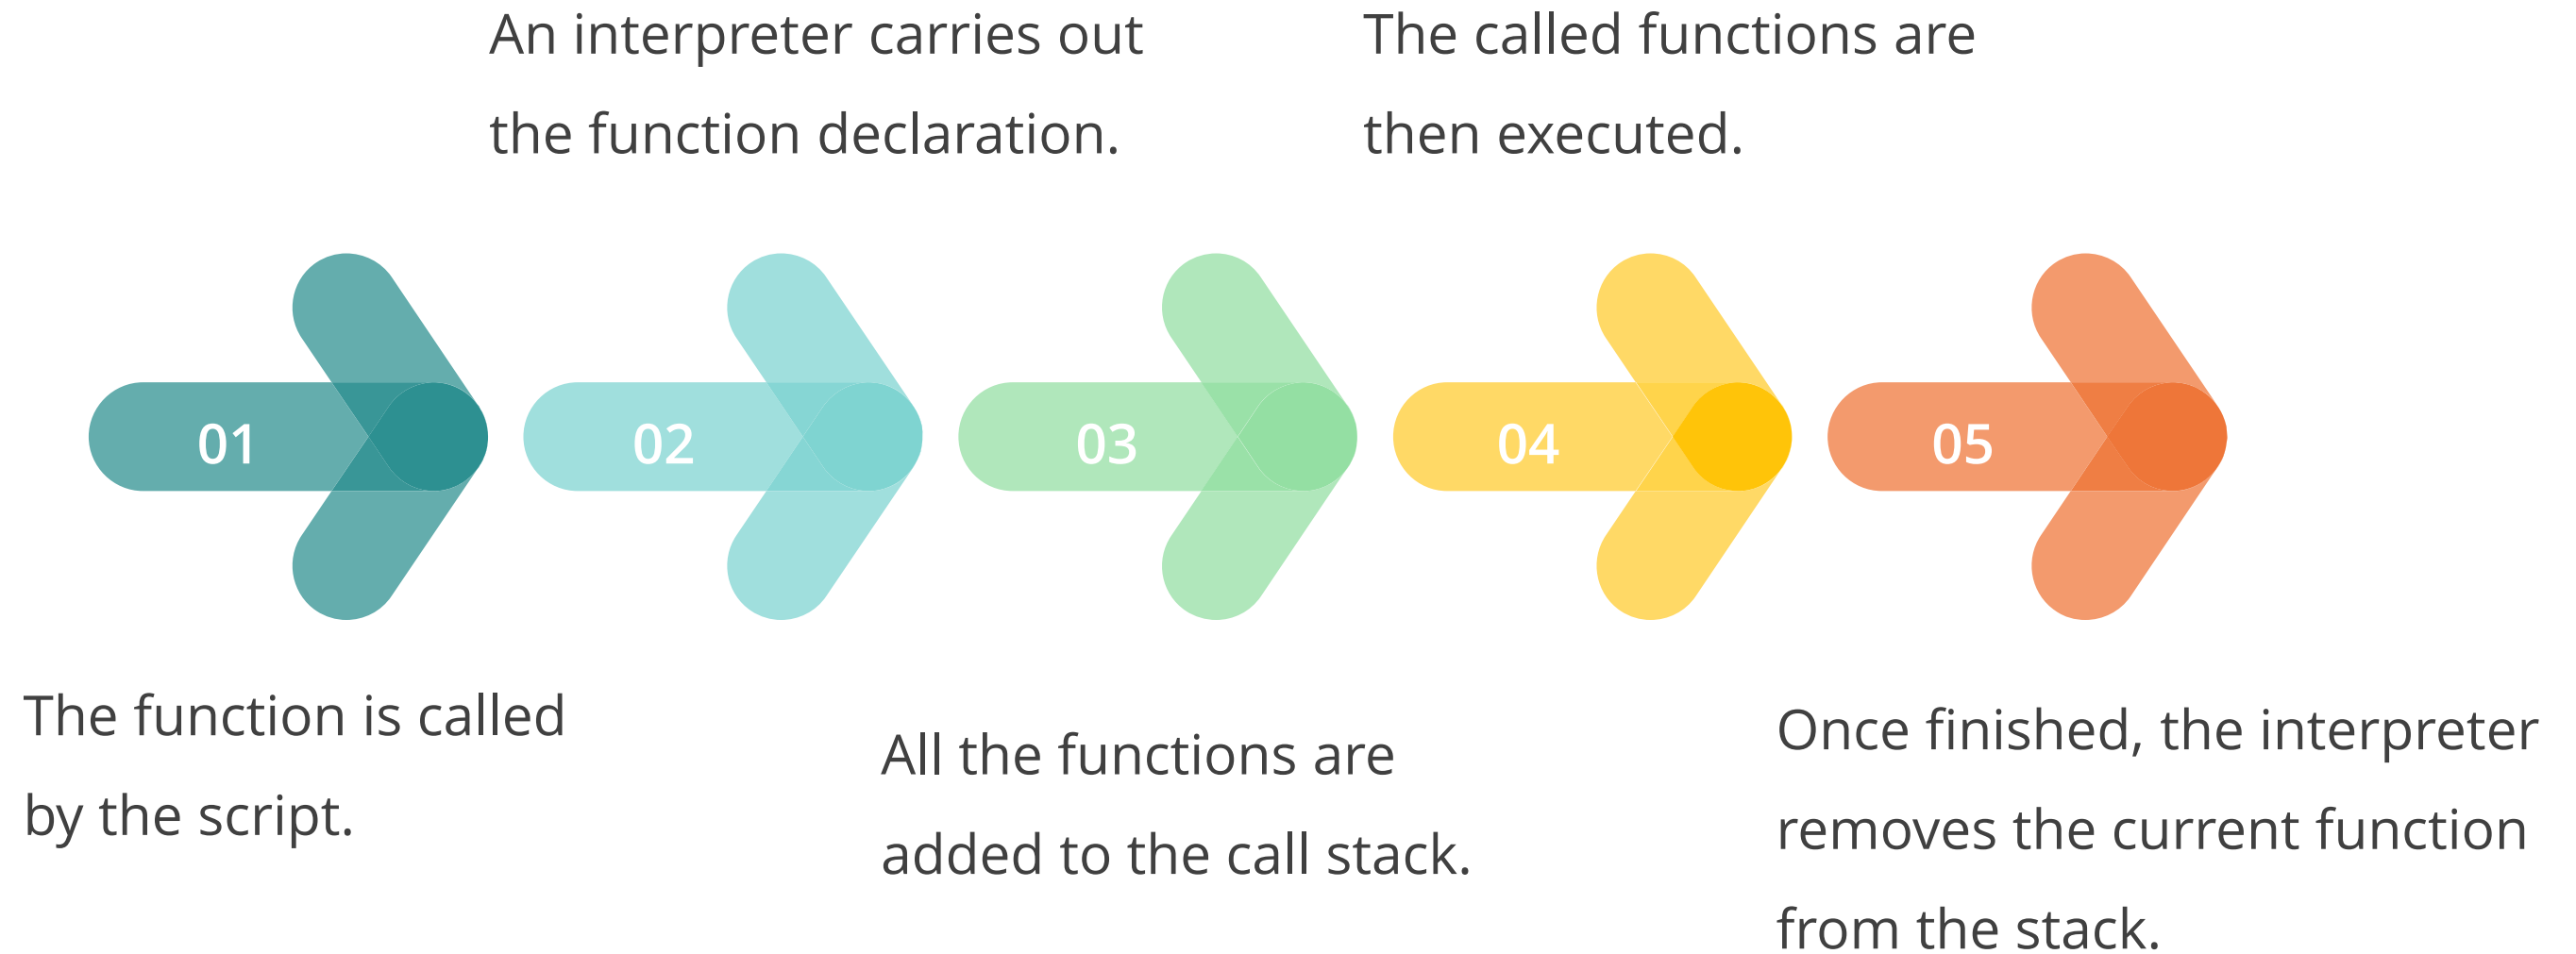 An interpreter carries out
the function declaration.
The called functions are
then executed.
01
02
03
04
05
The function is called
by the script.
All the functions are
added to the call stack.
Once finished, the interpreter
removes the current function
from the stack.